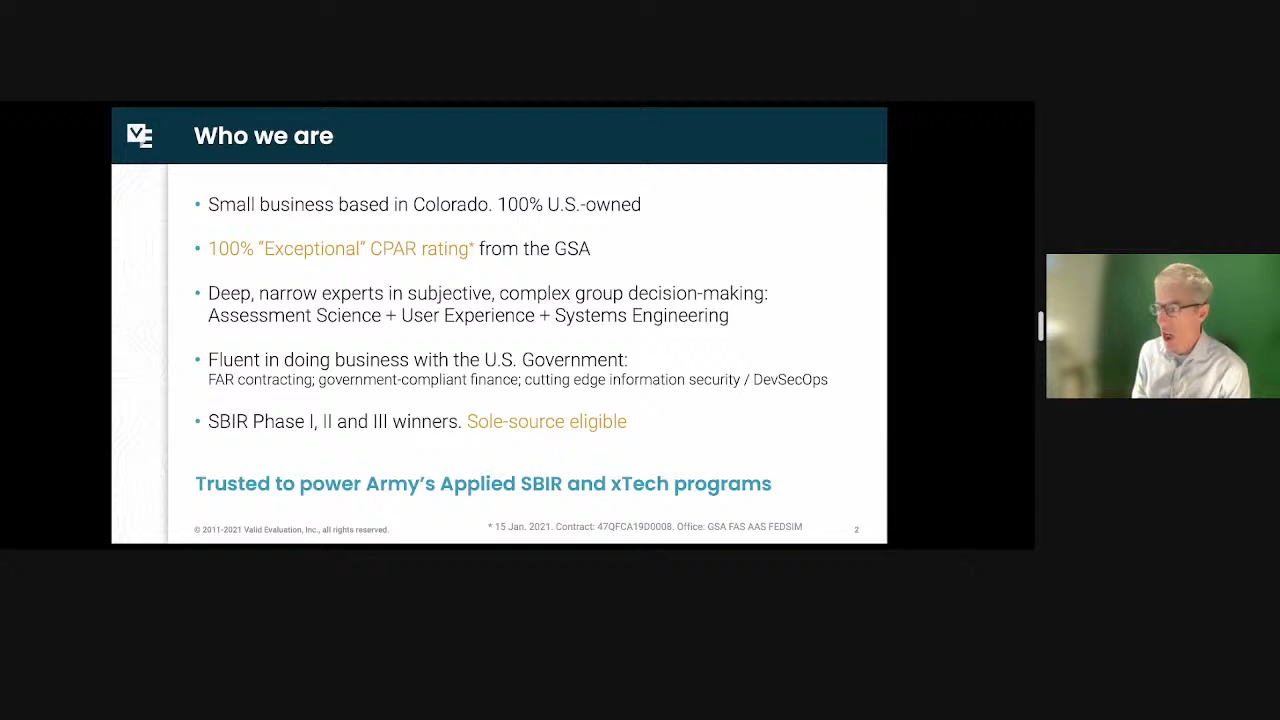 Who we are
• Small business based in Colorado. 100% U.S.-owned
• 100% “Exceptional” CPAR rating* from the GSA
• Deep, narrow experts in subjective, complex group decision-making:
Assessment Science + User Experience + Systems Engineering
• Fluent in doing business with the U.S. Government:
FAR contracting; government-compliant finance; cutting edge information security / DevSecOps
• SBIR Phase I, II and III winners. Sole-source eligible
Trusted to power Army’s Applied SBIR and xTech programs
© 2011-2021 Valid Evaluation, Inc., all rights reserved.
* 15 Jan. 2021. Contract: 47QFCA19D0008. Office: GSA FAS AAS FEDSIM
2